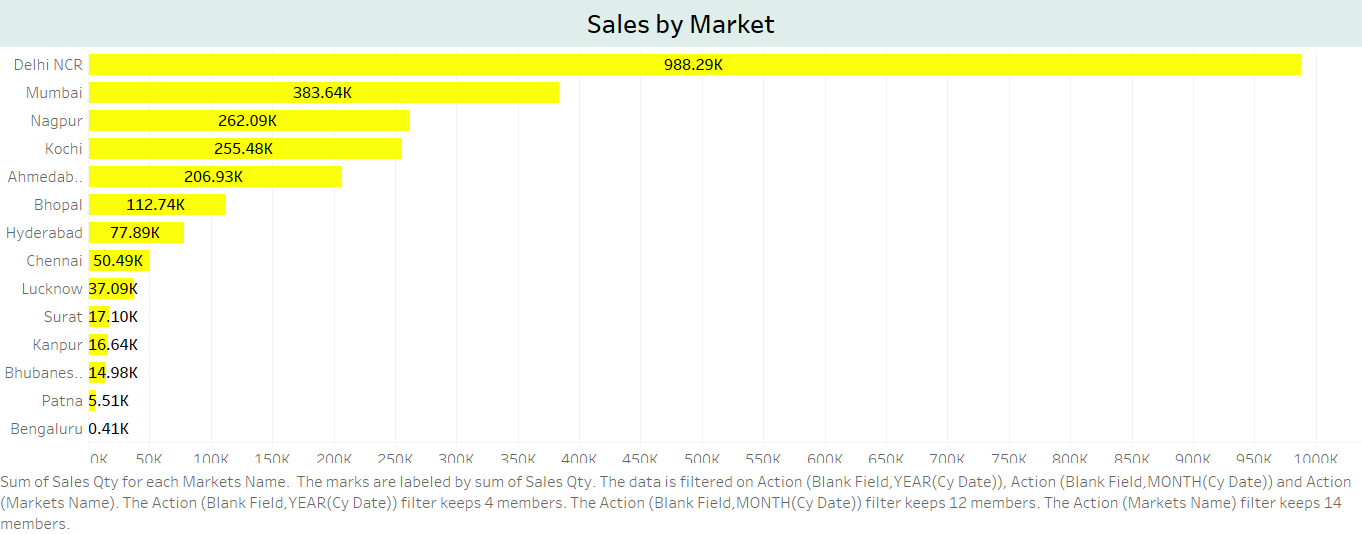 Sales by Market
Delhi NCR 988.29K
Mumbai 383.64K
Nagpur 262.09K
Kochi 255.48K
Ahmedab.. 206.93K
Bhopal 112.74K
Hyderabad 77.89K
Chennai 50.49K
Lucknow 37.09K
Surat 17.10K
Kanpur 16.64K
Bhubanes.. 14.98K
Patna 5.51K
Bengaluru 0.41K
0K 50K 100K 150K 200K 250K 300K 350K 400K 450K 500K 550K 600K 650K 700K 750K 800K 850K 900K 950K 1000K
Sum of Sales Qty for each Markets Name.  The marks are labeled by sum of Sales Qty. The data is filtered on Action (Blank Field,YEAR(Cy Date)), Action (Blank Field,MONTH(Cy Date)) and Action
(Markets Name). The Action (Blank Field,YEAR(Cy Date)) filter keeps 4 members. The Action (Blank Field,MONTH(Cy Date)) filter keeps 12 members. The Action (Markets Name) filter keeps 14
members.